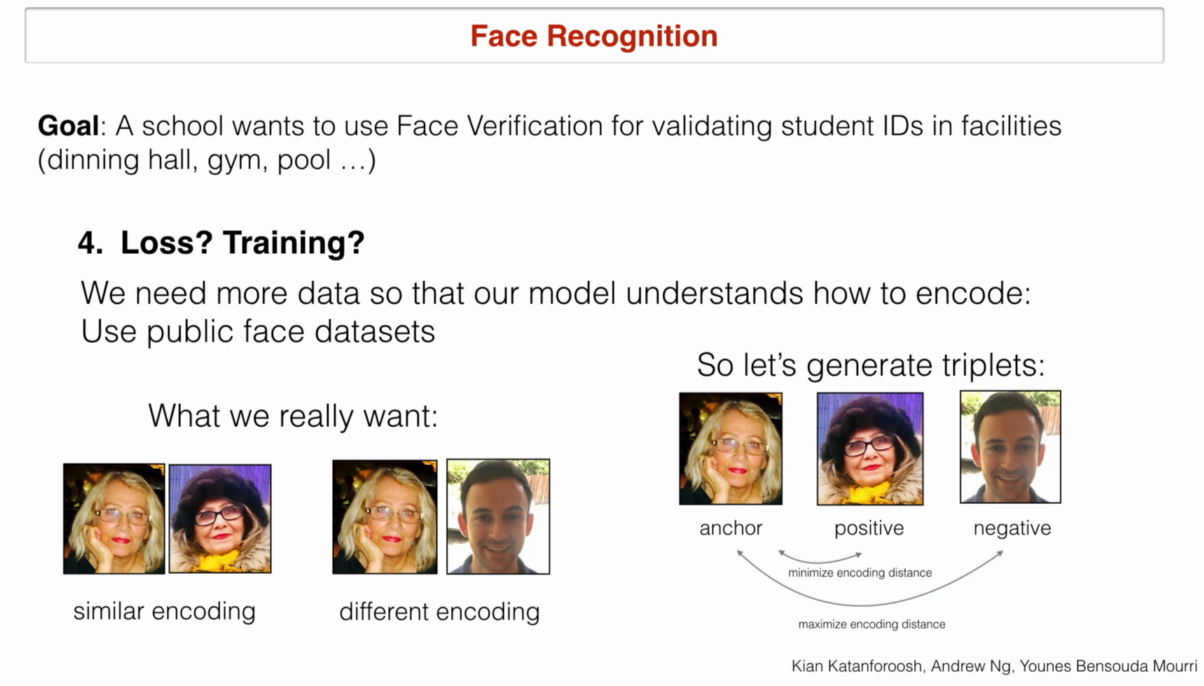 Face Recognition
Goal: A school wants to use Face Verification for validating student IDs in facilities
(dinning hall, gym, pool …)
4. Loss? Training?
We need more data so that our model understands how to encode:
Use public face datasets
What we really want:
similar encoding
different encoding
So let’s generate triplets:
anchor
positive
negative
minimize encoding distance
maximize encoding distance
Kian Katanforoosh, Andrew Ng, Younes Bensouda Mourri